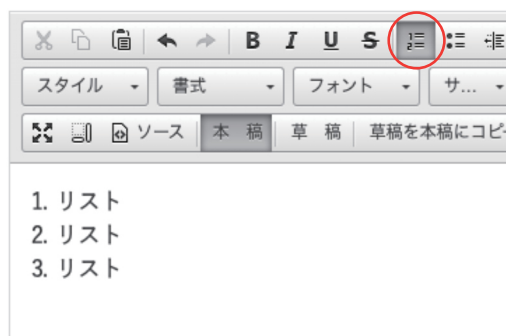 B I U S
スタイル 書式 フォント サ...
ソース 本 稿 草 稿 草稿を本稿にコピ
1. リスト
2. リスト
3. リスト